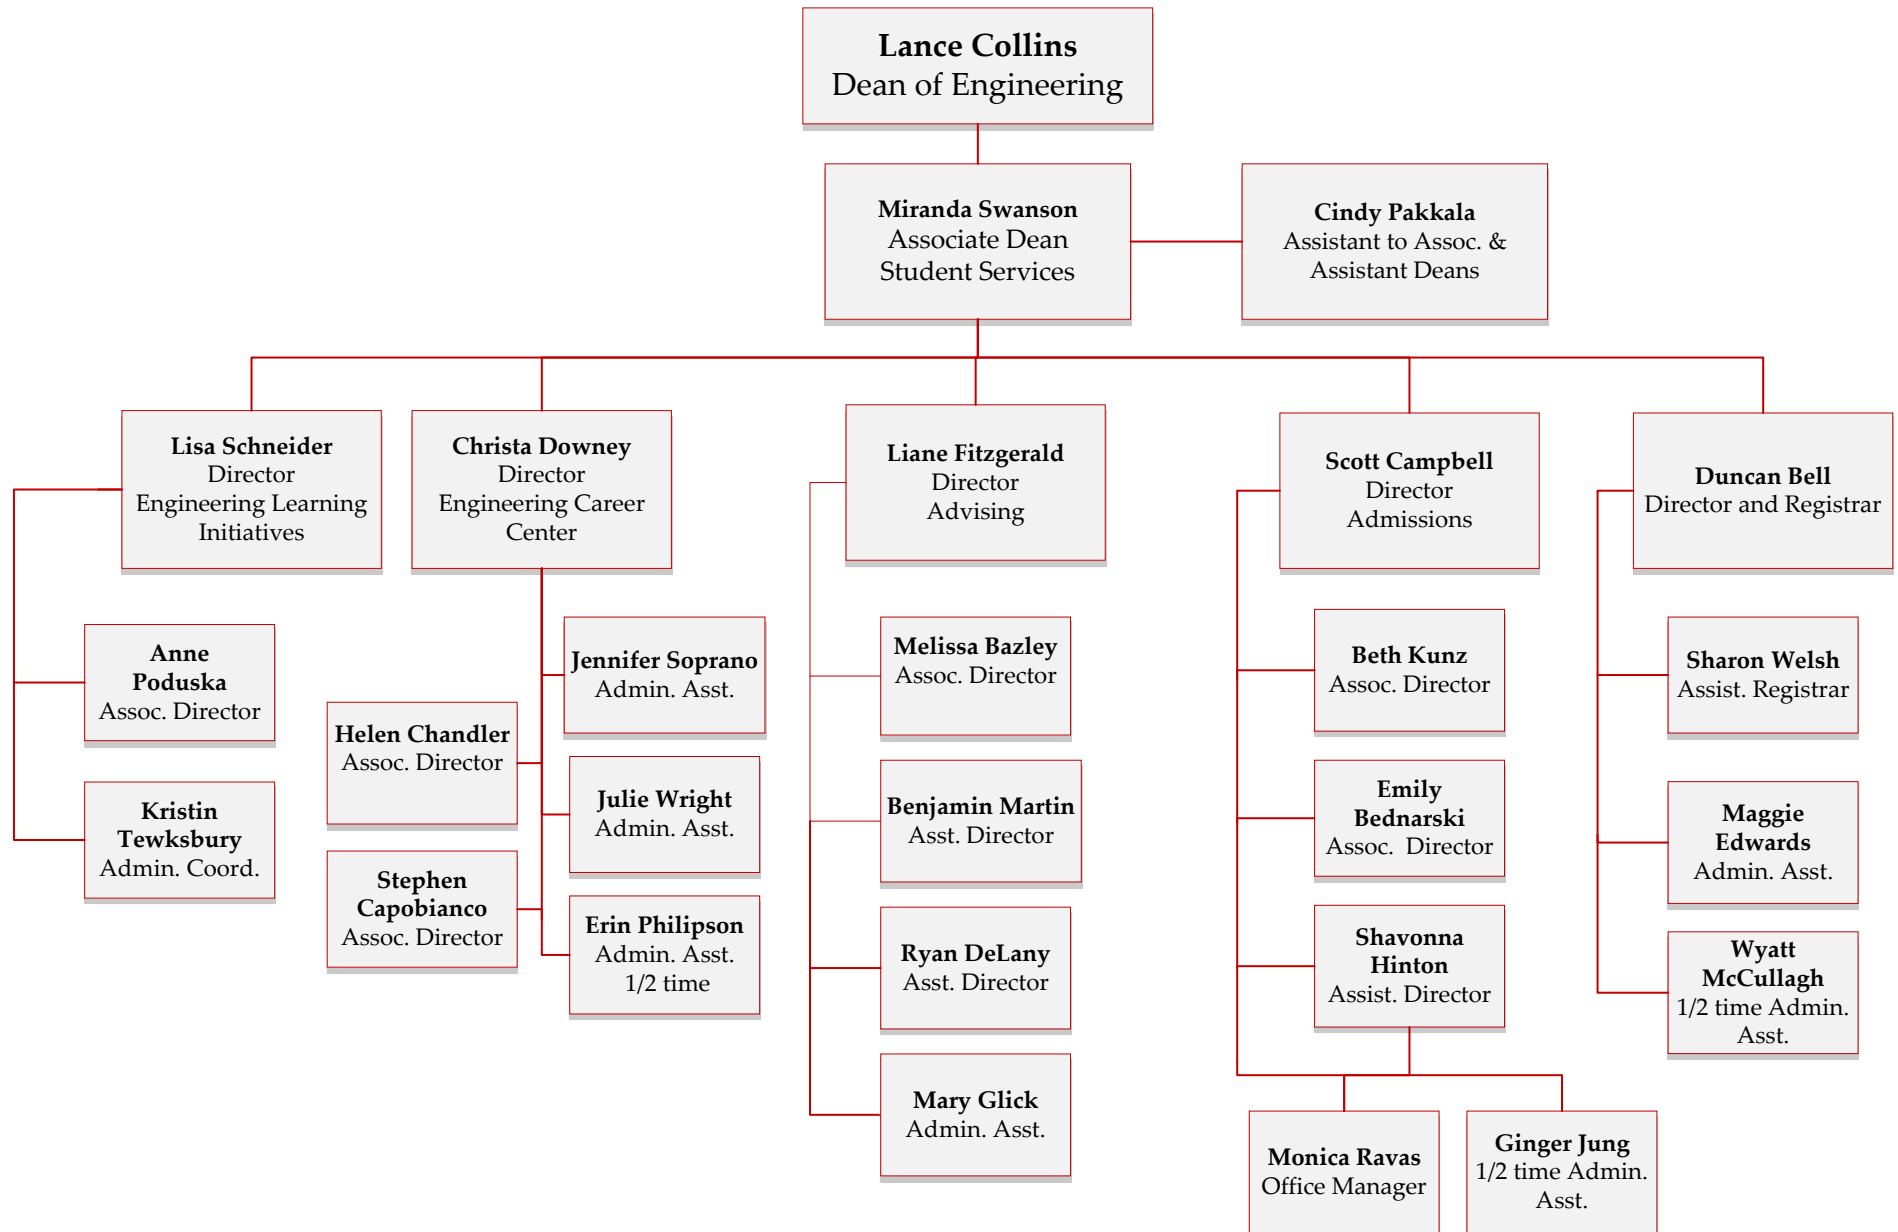 Lance Collins
Dean of Engineering
Miranda Swanson
Associate Dean
Student Services
Cindy Pakkala
Assistant to Assoc. &
Assistant Deans
Lisa Schneider
Director
Engineering Learning
Initiatives
Christa Downey
Director
Engineering Career
Center
Liane Fitzgerald
Director
Advising
Scott Campbell
Director
Admissions
Duncan Bell
Director and Registrar
Anne
Poduska
Assoc. Director
Kristin
Tewksbury
Admin. Coord.
Jennifer Soprano
Admin. Asst.
Helen Chandler
Assoc. Director
Julie Wright
Admin. Asst.
Stephen
Capobianco
Assoc. Director
Erin Philipson
Admin. Asst.
1/2 time
Melissa Bazley
Assoc. Director
Benjamin Martin
Asst. Director
Ryan DeLany
Asst. Director
Mary Glick
Admin. Asst.
Beth Kunz
Assoc. Director
Emily
Bednarski
Assoc. Director
Shavonna
Hinton
Assist. Director
Monica Ravas
Office Manager
Ginger Jung
1/2 time Admin.
Asst.
Sharon Welsh
Assist. Registrar
Maggie
Edwards
Admin. Asst.
Wyatt
McCullagh
1/2 time Admin.
Asst.